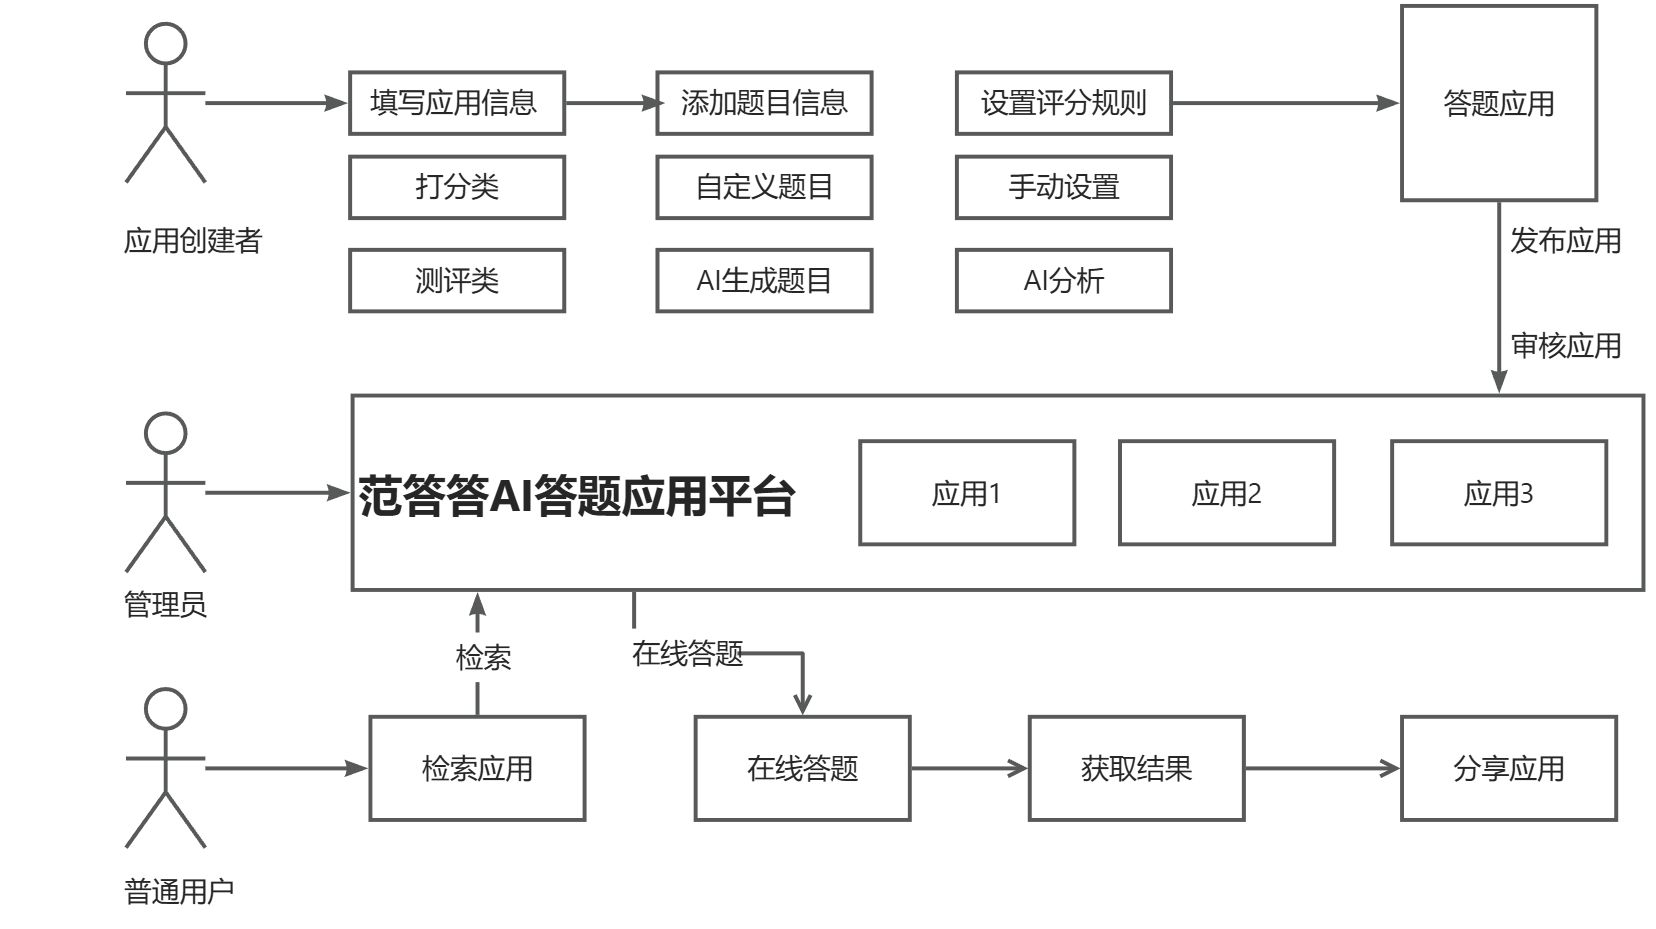 填写应用信息
添加题目信息
设置评分规则
答题应用
打分类
自定义题目
手动设置
应用创建者
发布应用
测评类
AI生成题目
AI分析
审核应用
范答答AI答题应用平台
应用1
应用2
应用3
管理员
检索
在线答题
检索应用
在线答题
获取结果
分享应用
普通用户